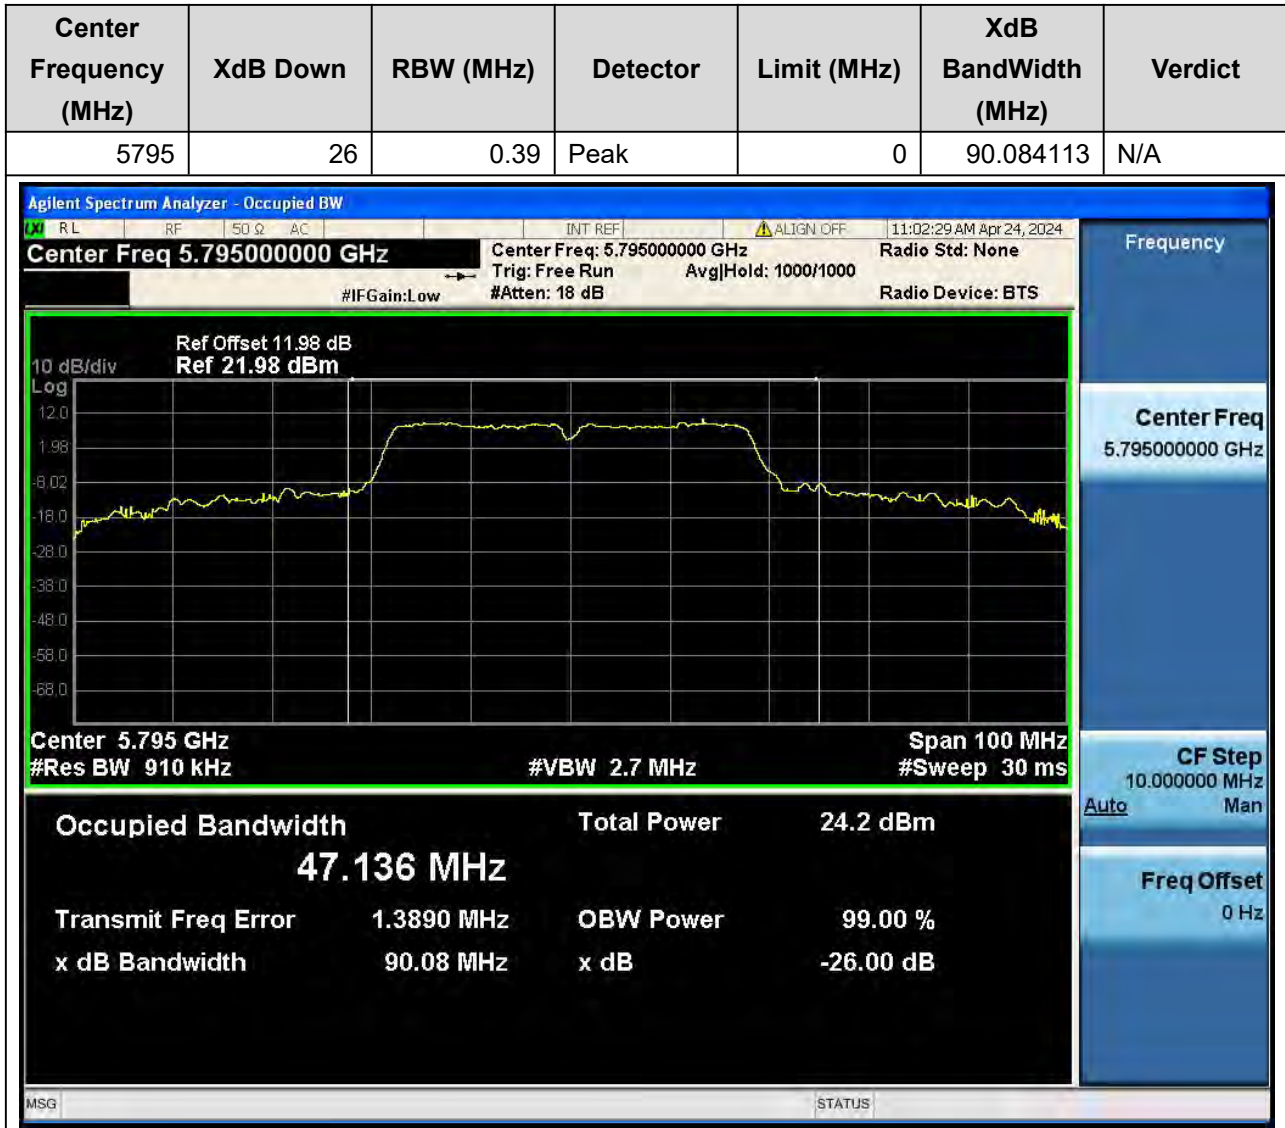 Center Frequency (MHz) XdB Down RBW (MHz) Detector Limit (MHz) XdB BandWidth (MHz) Verdict
5795 26 0.39 Peak 0 90.084113 N/A
Agilent Spectrum Analyzer - Occupied BW
LXI RL RF 50 Ω AC INT REF ALIGN OFF 11:02:29 AM Apr 24, 2024
Center Freq 5.795000000 GHz
Center Freq: 5.795000000 GHz
Radio Std: None
Trig: Free Run Avg|Hold: 1000/1000
#IFGain:Low #Atten: 18 dB Radio Device: BTS
Ref Offset 11.98 dB
10 dB/div Ref 21.98 dBm
Log
12.0
1.98
-8.02
-18.0
-28.0
-38.0
-48.0
-58.0
-68.0
Center 5.795 GHz Span 100 MHz
#Res BW 910 kHz #VBW 2.7 MHz #Sweep 30 ms
Occupied Bandwidth Total Power 24.2 dBm
47.136 MHz
Transmit Freq Error 1.3890 MHz OBW Power 99.00 %
x dB Bandwidth 90.08 MHz x dB -26.00 dB
MSG STATUS
Frequency
Center Freq
5.795000000 GHz
CF Step
10.000000 MHz
Auto Man
Freq Offset
0 Hz